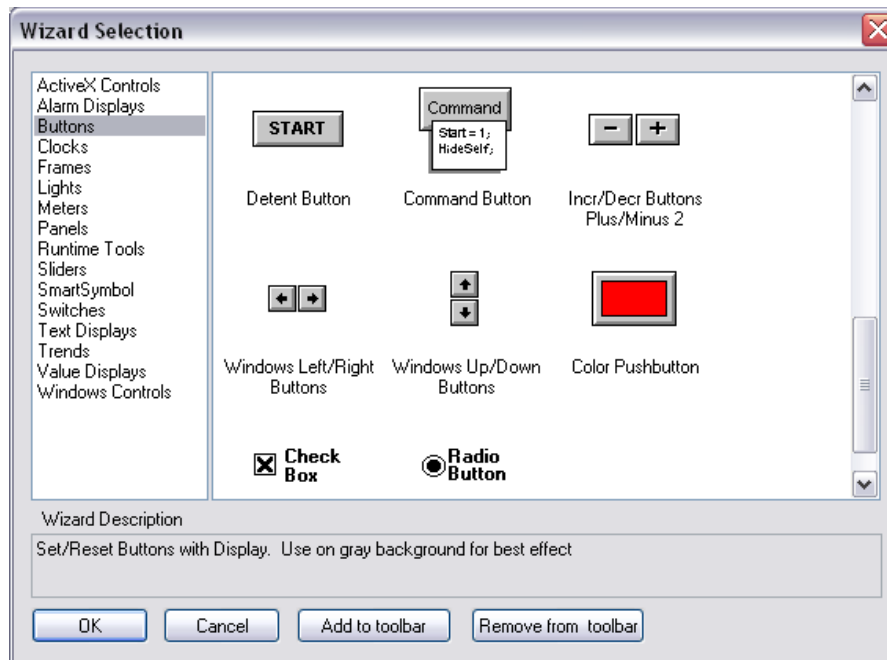 Wizard Selection
ActiveX Controls
Alarm Displays
Buttons
Clocks
Frames
Lights
Meters
Panels
Runtime Tools
Sliders
SmartSymbol
Switches
Text Displays
Trends
Value Displays
Windows Controls
START
Detent Button
Command
Start = 1;
HideSelf;
Command Button
Incr/Decr Buttons
Plus/Minus 2
Windows Left/Right
Buttons
Windows Up/Down
Buttons
Color Pushbutton
Check
Box
Radio
Button
Wizard Description
Set/Reset Buttons with Display.  Use on gray background for best effect
OK
Cancel
Add to toolbar
Remove from  toolbar